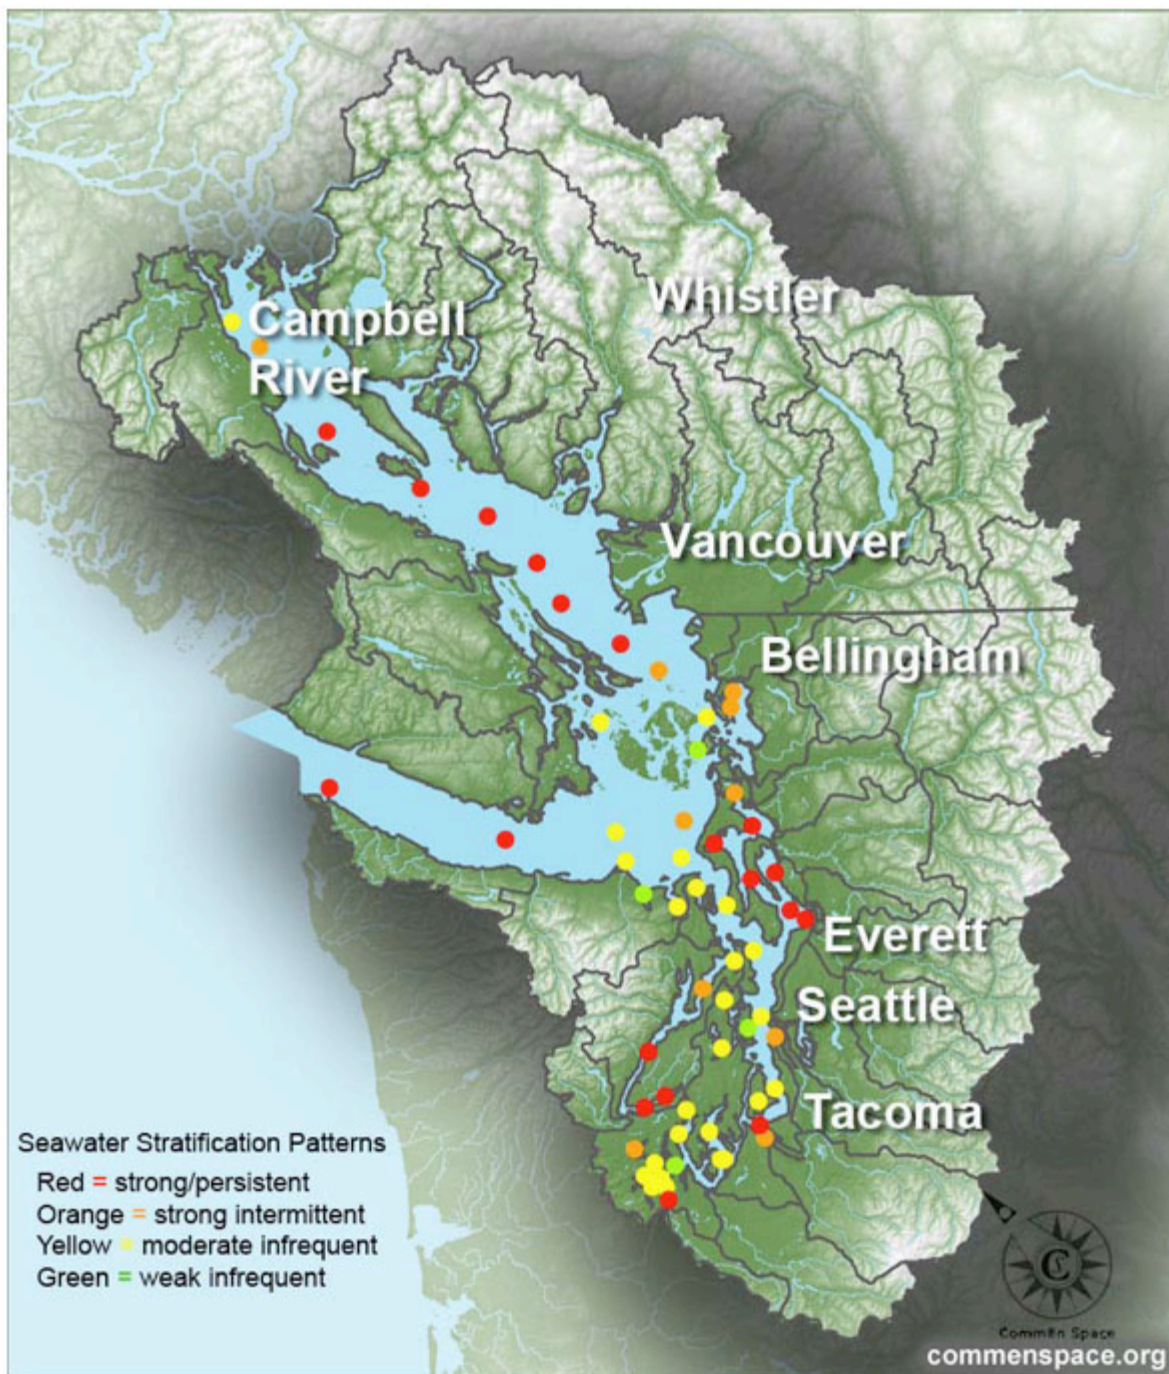 Whistler
Campbell
River
Vancouver
Bellingham
Everett
Seattle
Tacoma
Seawater Stratification Patterns
Red = strong/persistent
Orange = strong intermittent
Yellow = moderate infrequent
Green = weak infrequent
C
Commän Space
commenspace.org